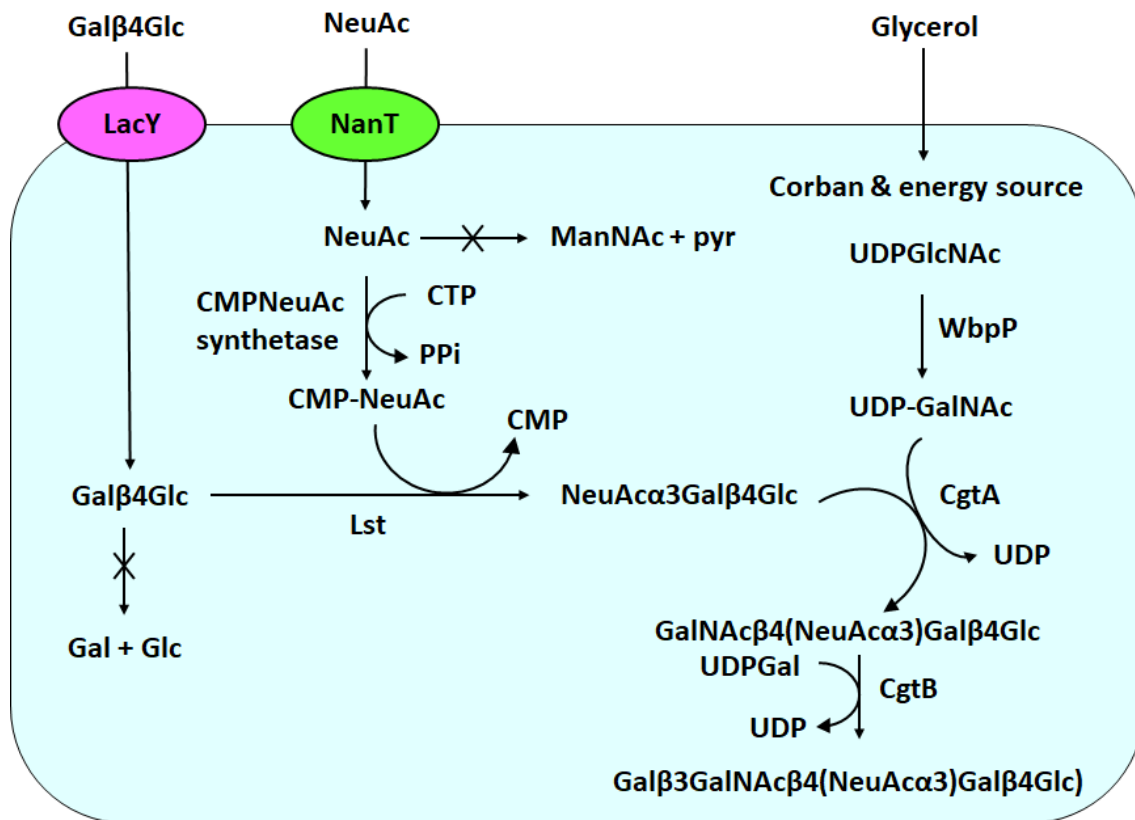 Galβ4Glc
NeuAc
Glycerol
LacY
NanT
Corban & energy source
NeuAc
ManNAc + pyr
UDPGlcNAc
CMPNeuAc
synthetase
CTP
PPi
WbpP
CMP-NeuAc
CMP
UDP-GalNAc
Galβ4Glc
Lst
NeuAcα3Galβ4Glc
CgtA
UDP
Gal + Glc
GalNAcβ4(NeuAcα3)Galβ4Glc
UDPGal
CgtB
UDP
Galβ3GalNAcβ4(NeuAcα3)Galβ4Glc)